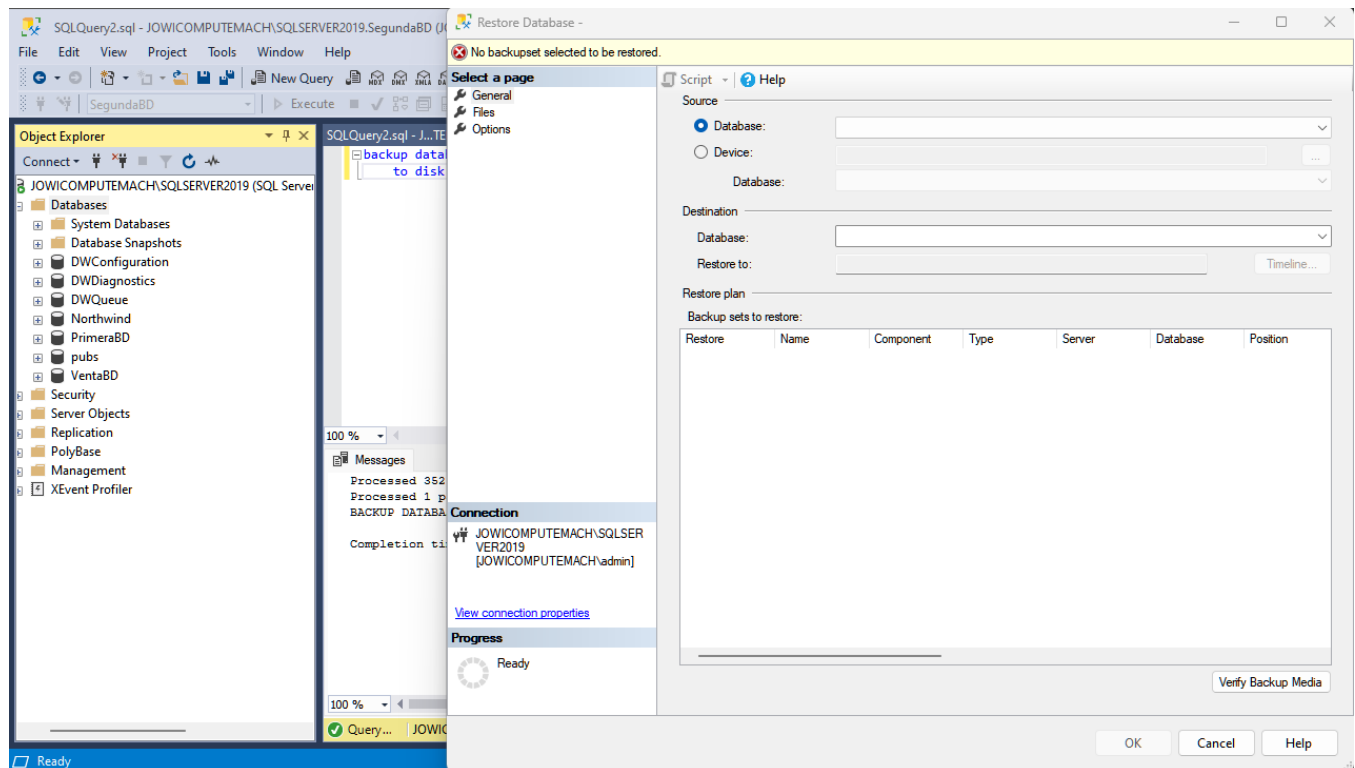 SQLQuery2.sql - JOWICOMPUTEMACH\SQLSERVER2019.SegundaBD (J
File Edit View Project Tools Window Help
New Query
SegundaBD
Execute
Object Explorer
Connect
JOWICOMPUTEMACH\SQLSERVER2019 (SQL Server
Databases
System Databases
Database Snapshots
DWConfiguration
DWDiagnostics
DWQueue
Northwind
PrimeraBD
pubs
VentaBD
Security
Server Objects
Replication
PolyBase
Management
XEvent Profiler
SQLQuery2.sql - J...TE
backup data
to disk
100 %
Messages
Processed 352
Processed 1 p
BACKUP DATABA
Completion ti
100 %
Query... JOWIC
Ready
Restore Database -
No backupset selected to be restored.
Select a page
General
Files
Options
Connection
JOWICOMPUTEMACH\SQLSER
VER2019
[JOWICOMPUTEMACH\admin]
View connection properties
Progress
Ready
Script Help
Source
Database:
Device:
...
Database:
Destination
Database:
Restore to:
Timeline...
Restore plan
Backup sets to restore:
Restore Name Component Type Server Database Position
Verify Backup Media
OK Cancel Help